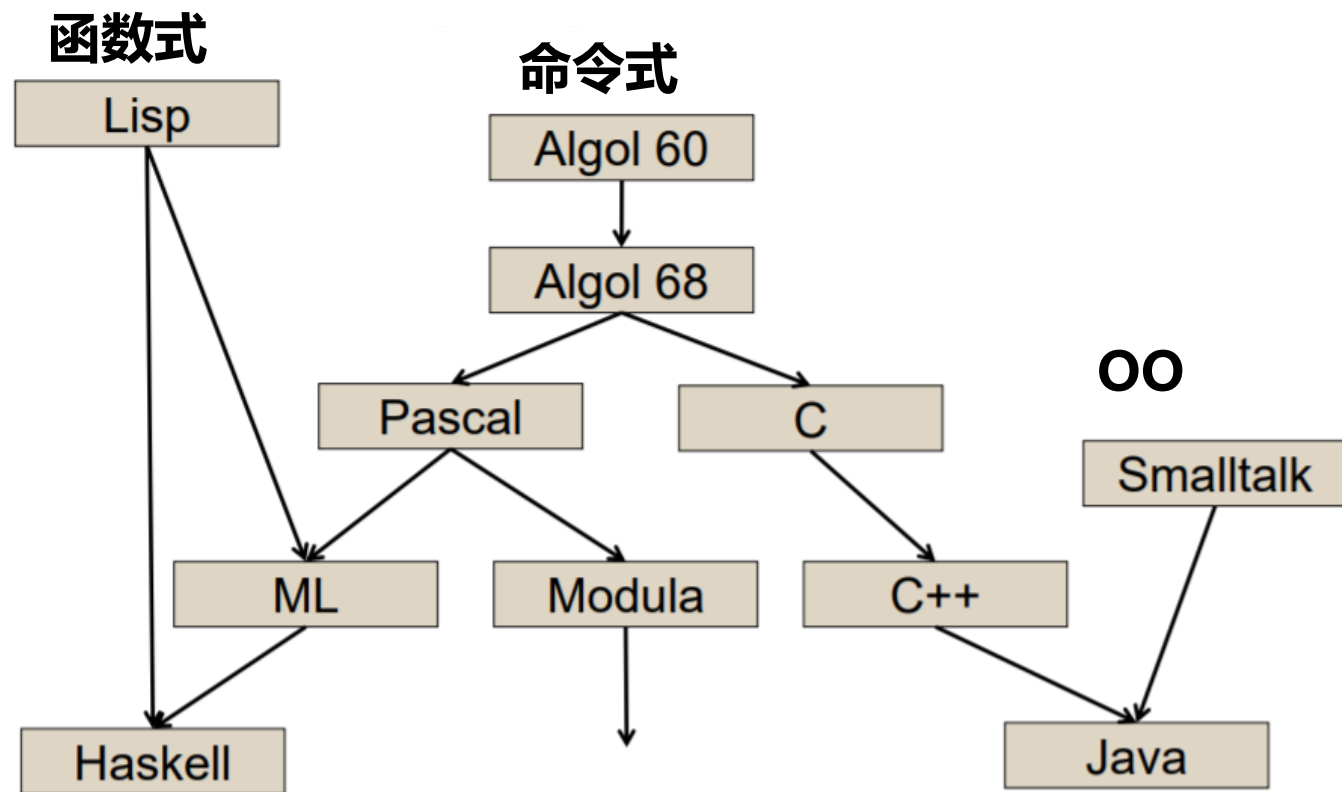 函数式
命令式
Lisp
Algol 60
Algol 68
OO
Pascal
C
Smalltalk
ML
Modula
C++
Haskell
Java